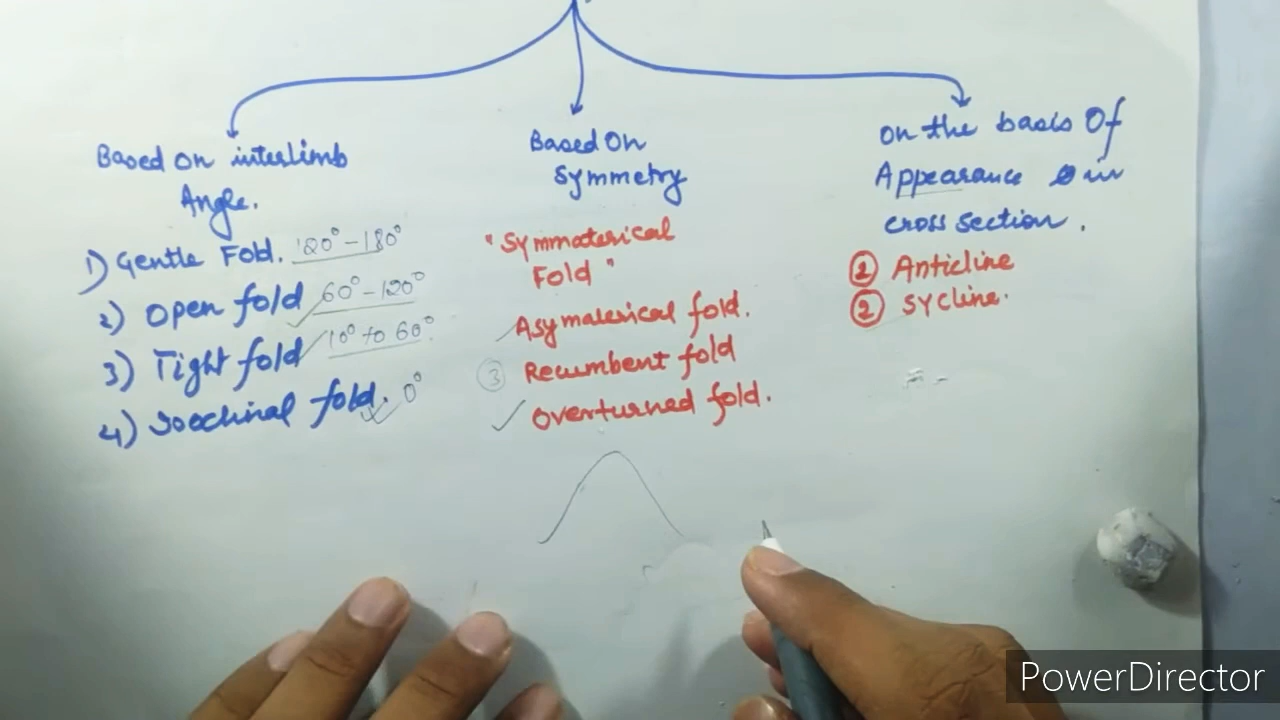 Based on interlimb
Angle.
1) Gentle Fold. 120° - 180°
2) Open fold 60° - 120°
3) Tight fold 10° to 60°
4) Isoclinal fold. 0°
Based On
Symmetry
"Symmaterical
Fold"
Asymaterical fold.
③ Recumbent fold
Overturned fold.
On the basis Of
Appearance in
cross section.
② Anticline
② Sycline.
PowerDirector